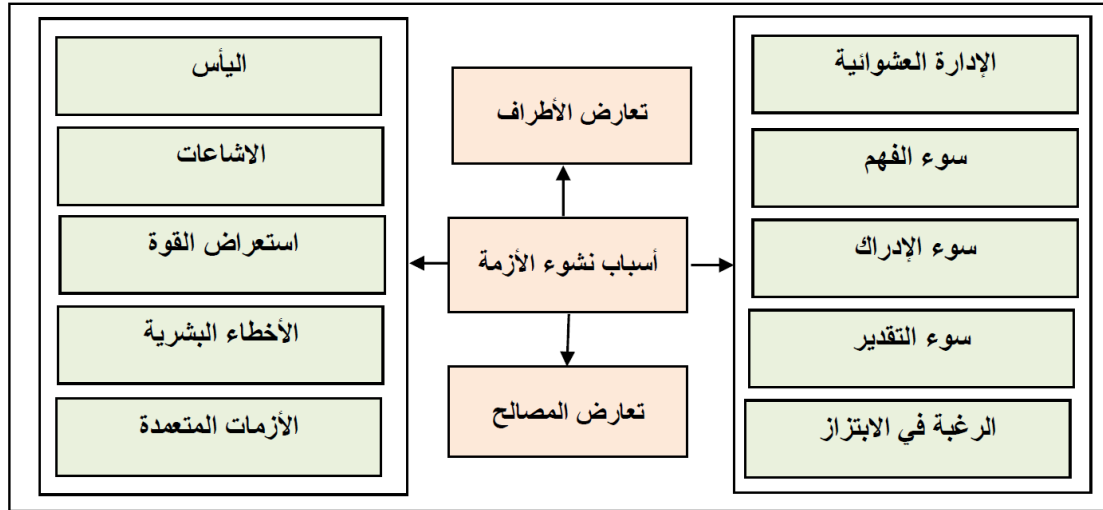 الإدارة العشوائية
سوء الفهم
سوء الإدراك
سوء التقدير
الرغبة في الابتزاز
تعارض الأطراف
أسباب نشوء الأزمة
تعارض المصالح
اليأس
الاشاعات
استعراض القوة
الأخطاء البشرية
الأزمات المتعمدة